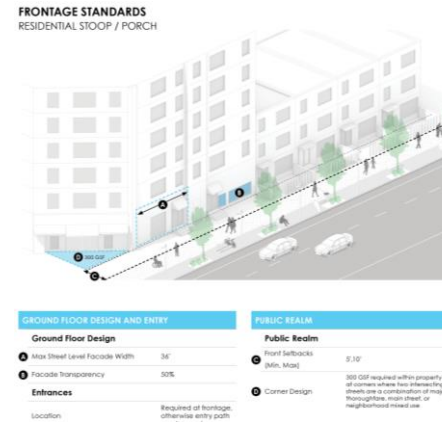 FRONTAGE STANDARDS
RESIDENTIAL STOOP / PORCH
A
B
D 300 GSF
C
GROUND FLOOR DESIGN AND ENTRY
Ground Floor Design
A Max Street Level Facade Width 36'
B Facade Transparency 50%
Entrances
Location Required at frontage,
otherwise entry path
PUBLIC REALM
Public Realm
C Front Setbacks
(Min, Max) 5',10'
D Corner Design 300 GSF required within property
at corners where two intersecting
streets are a combination of major
thoroughfare, main street, or
neighborhood mixed use